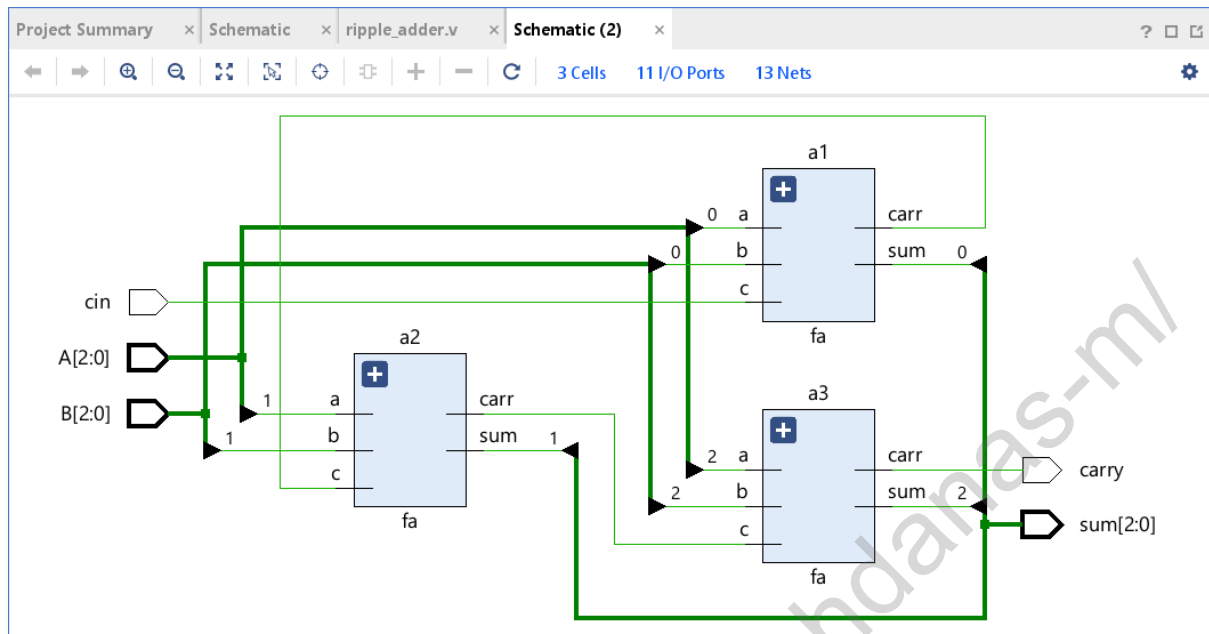 Project Summary × Schematic × ripple_adder.v × Schematic (2) × ?
3 Cells 11 I/O Ports 13 Nets
a1
0 a carr
0 b sum 0
c
fa
cin
A[2:0]
B[2:0]
a2
1 a carr
1 b sum 1
c
fa
a3
2 a carr
2 b sum 2
c
fa
carry
sum[2:0]
hdanas-m/